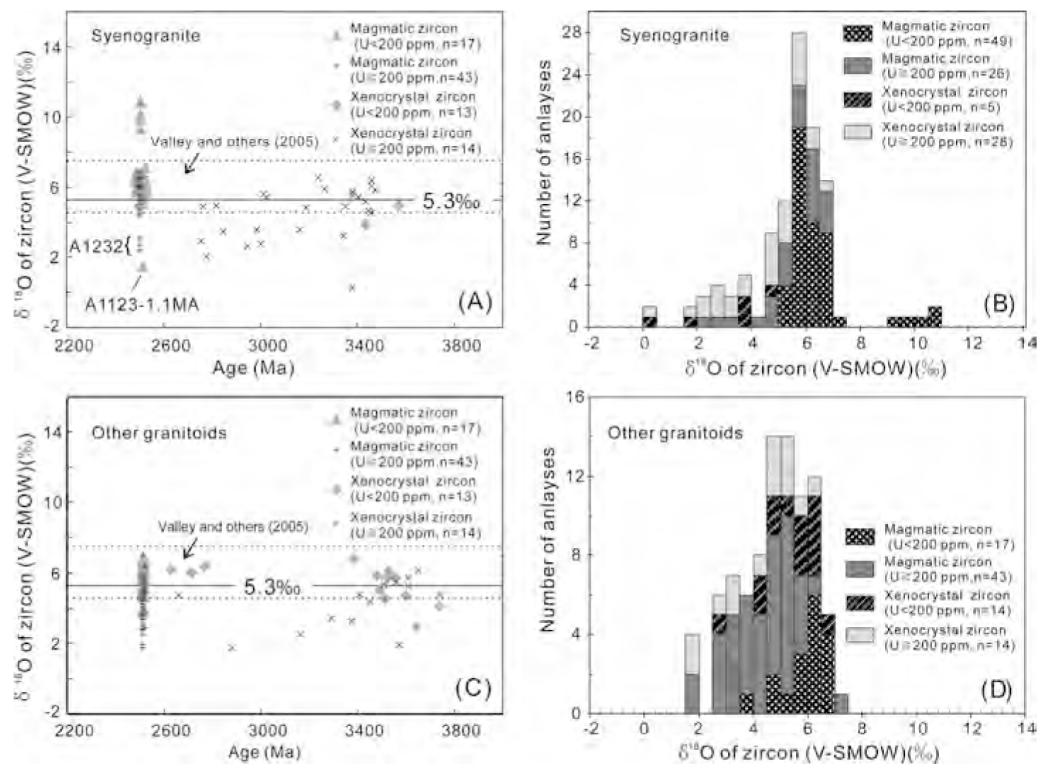 Syenogranite
Magmatic zircon
(U<200 ppm, n=17)
Magmatic zircon
(U≥200 ppm, n=43)
Xenocrystal zircon
(U<200 ppm, n=13)
Xenocrystal zircon
(U≥200 ppm, n=14)
Valley and others (2005)
5.3‰
A1232{
A1123-1.1MA
(A)
14
10
6
2
-2
2200 2600 3000 3400 3800
Age (Ma)
δ¹⁸O of zircon (V-SMOW)(‰)
Syenogranite
Magmatic zircon
(U<200 ppm, n=49)
Magmatic zircon
(U≥200 ppm, n=26)
Xenocrystal zircon
(U<200 ppm, n=5)
Xenocrystal zircon
(U≥200 ppm, n=28)
(B)
28
24
20
16
12
8
4
0
-2 0 2 4 6 8 10 12 14
δ¹⁸O of zircon (V-SMOW)(‰)
Number of anlayses
Other granitoids
Magmatic zircon
(U<200 ppm, n=17)
Magmatic zircon
(U≥200 ppm, n=43)
Xenocrystal zircon
(U<200 ppm, n=13)
Xenocrystal zircon
(U≥200 ppm, n=14)
Valley and others (2005)
5.3‰
(C)
14
10
6
2
-2
2200 2600 3000 3400 3800
Age (Ma)
δ¹⁸O of zircon (V-SMOW)(‰)
Other granitoids
Magmatic zircon
(U<200 ppm, n=17)
Magmatic zircon
(U≥200 ppm, n=43)
Xenocrystal zircon
(U<200 ppm, n=14)
Xenocrystal zircon
(U≥200 ppm, n=14)
(D)
16
12
8
4
0
-2 0 2 4 6 8 10 12 14
δ¹⁸O of zircon (V-SMOW)(‰)
Number of anlayses